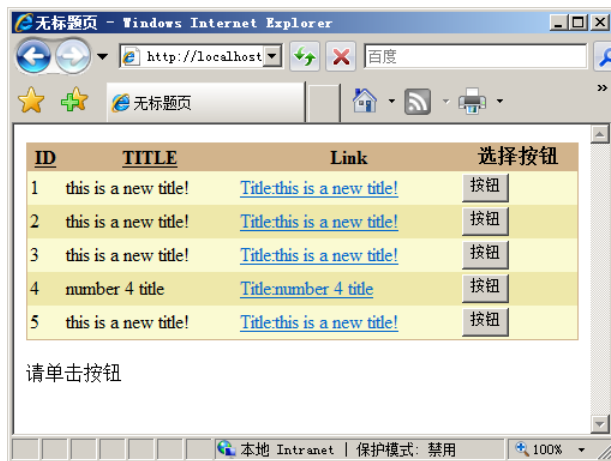 无标题页 - Windows Internet Explorer
http://localhost
百度
无标题页
»
ID TITLE Link 选择按钮
1 this is a new title! Title:this is a new title! 按钮
2 this is a new title! Title:this is a new title! 按钮
3 this is a new title! Title:this is a new title! 按钮
4 number 4 title Title:number 4 title 按钮
5 this is a new title! Title:this is a new title! 按钮
请单击按钮
本地 Intranet | 保护模式: 禁用 100%